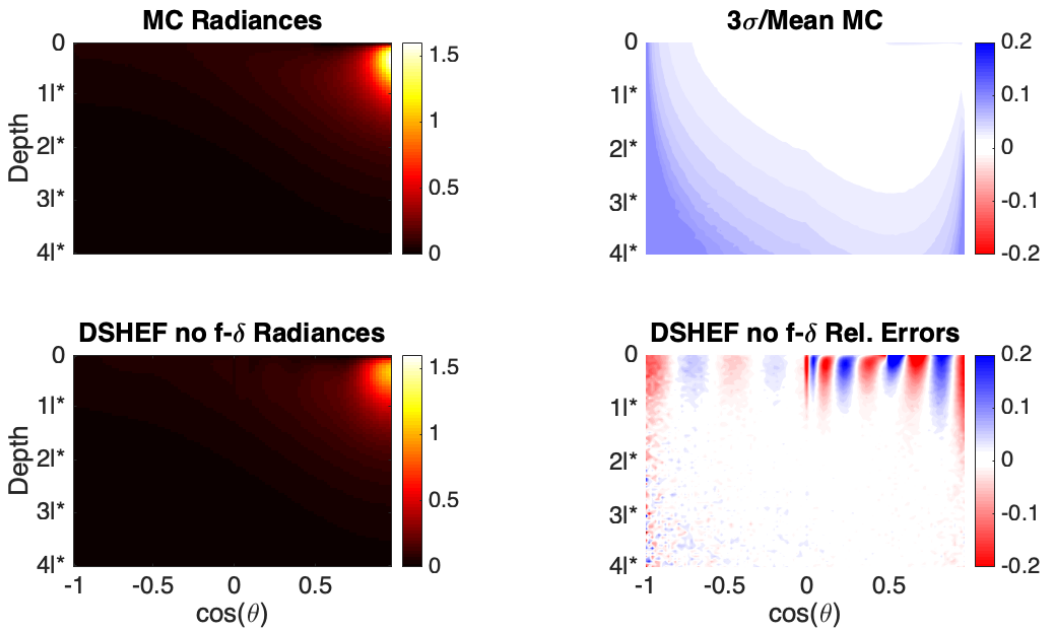 MC Radiances
3σ/Mean MC
0
1l*
2l*
3l*
4l*
Depth
1.5
1
0.5
0
0
1l*
2l*
3l*
4l*
0.2
0.1
0
-0.1
-0.2
DSHEF no f-δ Radiances
DSHEF no f-δ Rel. Errors
0
1l*
2l*
3l*
4l*
Depth
1.5
1
0.5
0
-1
-0.5
0
0.5
cos(θ)
0
1l*
2l*
3l*
4l*
0.2
0.1
0
-0.1
-0.2
-1
-0.5
0
0.5
cos(θ)